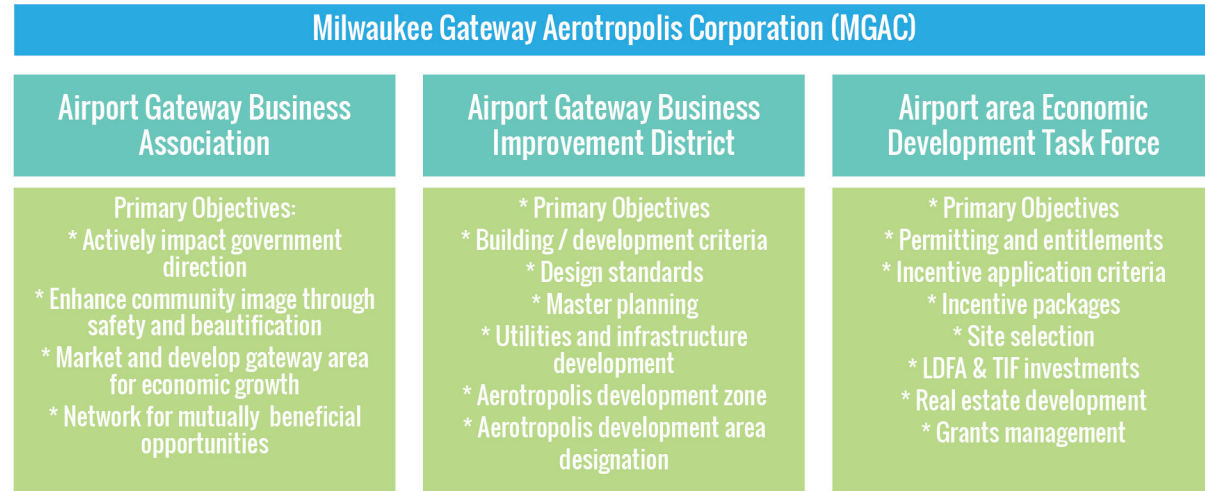 Milwaukee Gateway Aerotropolis Corporation (MGAC)
Airport Gateway Business
Association
Primary Objectives:
* Actively impact government
direction
* Enhance community image through
safety and beautification
* Market and develop gateway area
for economic growth
* Network for mutually beneficial
opportunities
Airport Gateway Business
Improvement District
* Primary Objectives
* Building / development criteria
* Design standards
* Master planning
* Utilities and infrastructure
development
* Aerotropolis development zone
* Aerotropolis development area
designation
Airport area Economic
Development Task Force
* Primary Objectives
* Permitting and entitlements
* Incentive application criteria
* Incentive packages
* Site selection
* LDFA & TIF investments
* Real estate development
* Grants management